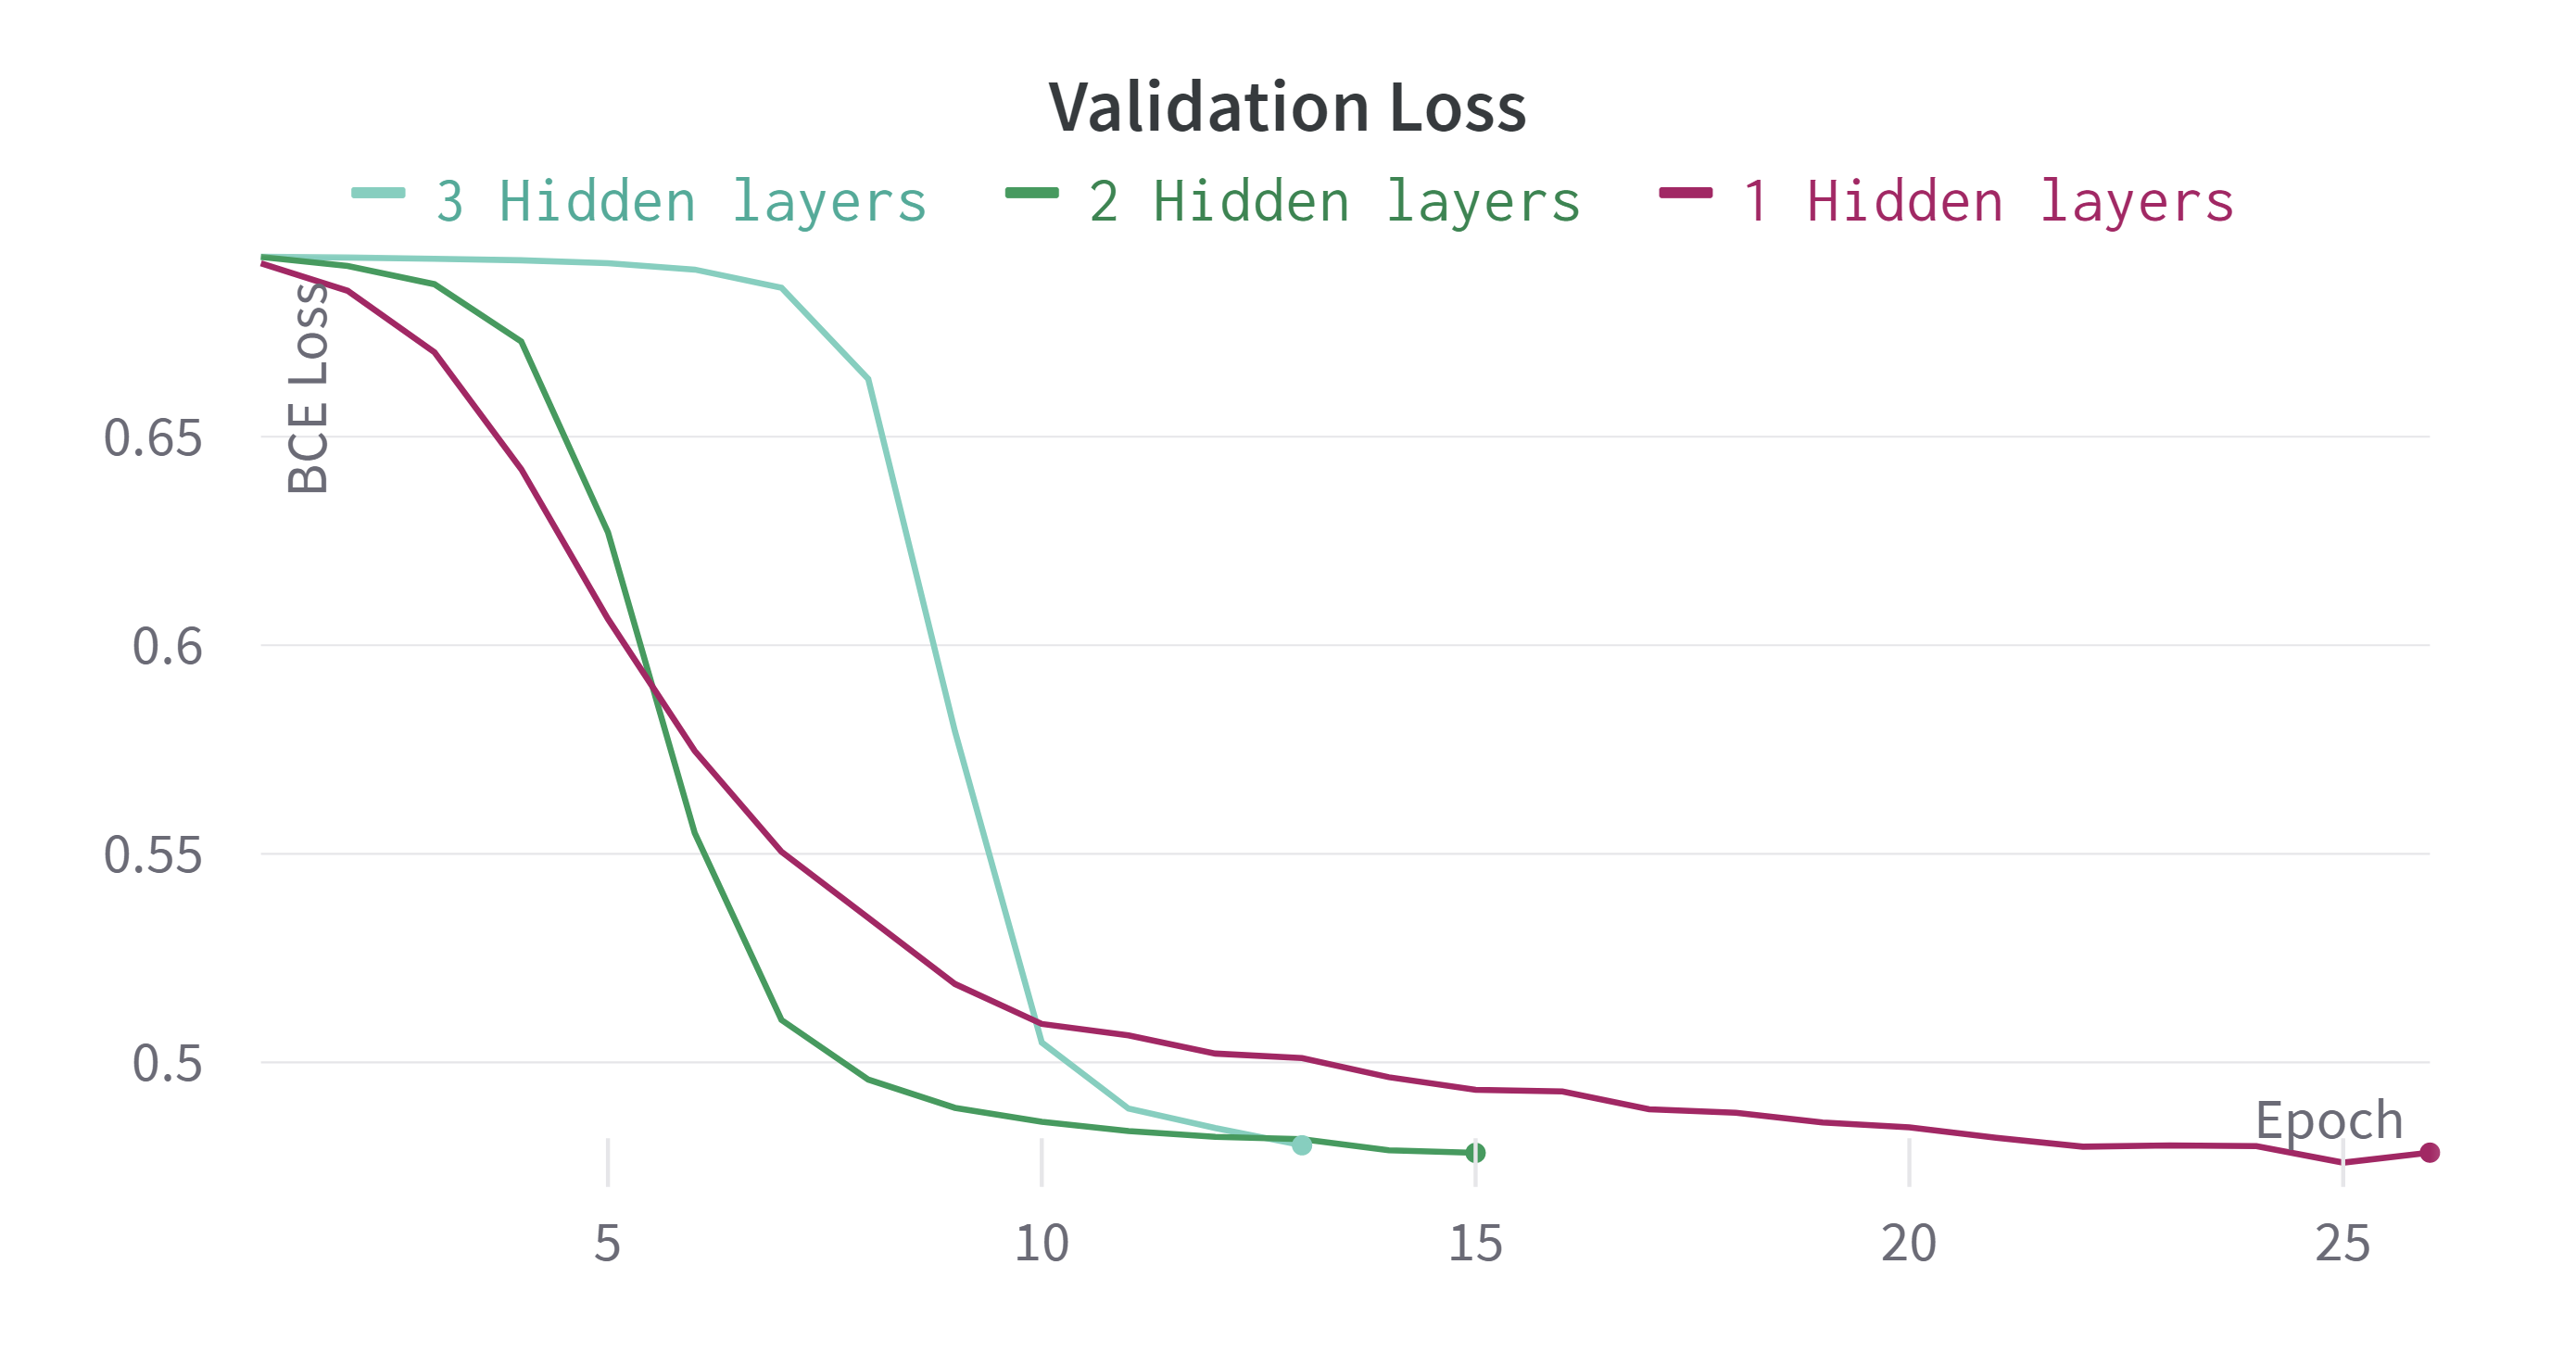 Validation Loss
3 Hidden layers 2 Hidden layers 1 Hidden layers
BCE Loss
0.65
0.6
0.55
0.5
Epoch
5 10 15 20 25